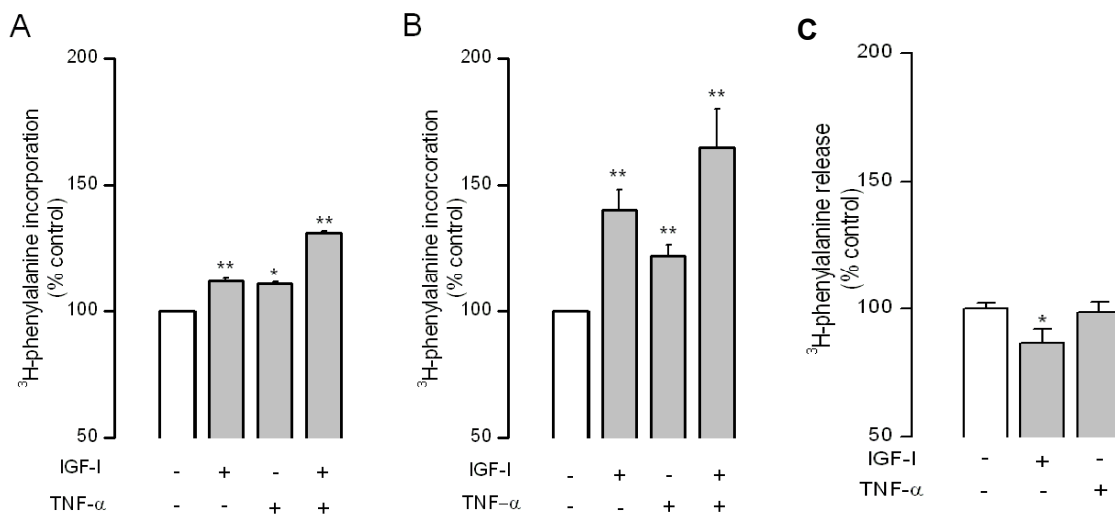 A
³H-phenylalanine incorporation
(% control)
200
150
100
50
**
*
**
IGF-I - + - +
TNF-α - - + +
B
³H-phenylalanine incorcoration
(% control)
200
150
100
50
**
**
**
IGF-I - + - +
TNF-α - - + +
C
³H-phenylalanine release
(% control)
200
150
100
50
*
IGF-I - + -
TNF-α - - +